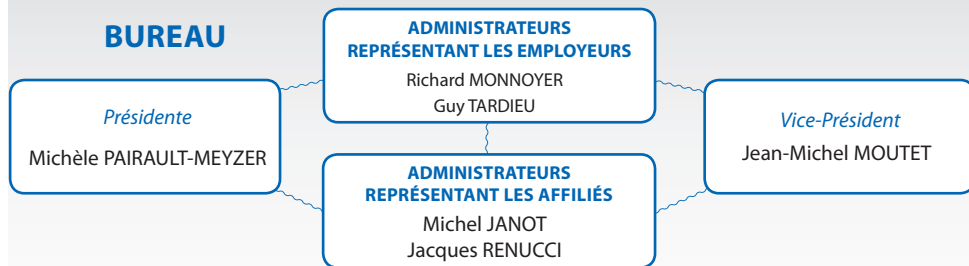 BUREAU
ADMINISTRATEURS
REPRÉSENTANT LES EMPLOYEURS
Richard MONNOYER
Guy TARDIEU
Présidente
Michèle PAIRAULT-MEYZER
Vice-Président
Jean-Michel MOUTET
ADMINISTRATEURS
REPRÉSENTANT LES AFFILIÉS
Michel JANOT
Jacques RENUCCI